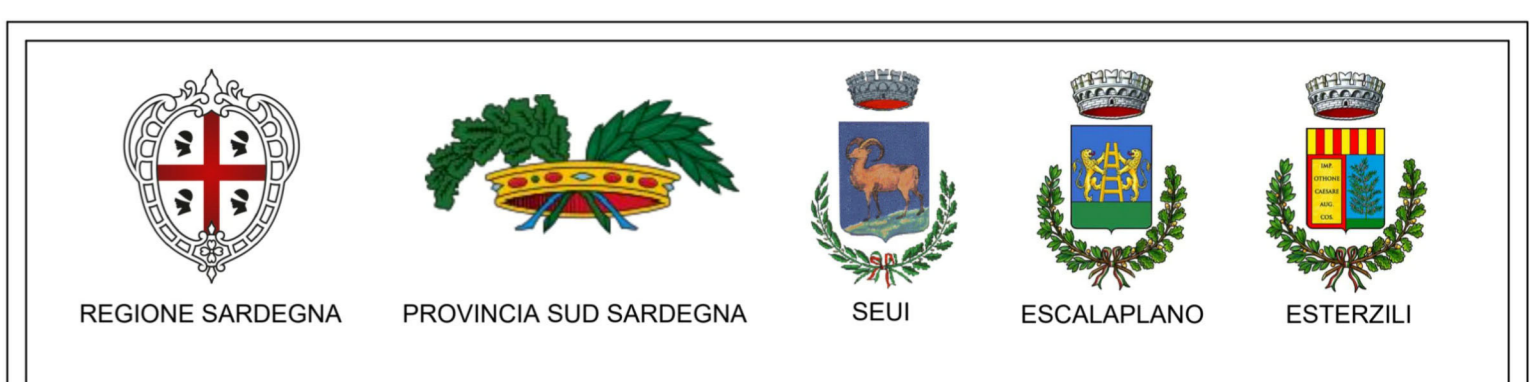 REGIONE SARDEGNA
PROVINCIA SUD SARDEGNA
SEUI
ESCALAPLANO
IMP.
OTHONE
CAESARE
AUG.
COS.
ESTERZILI